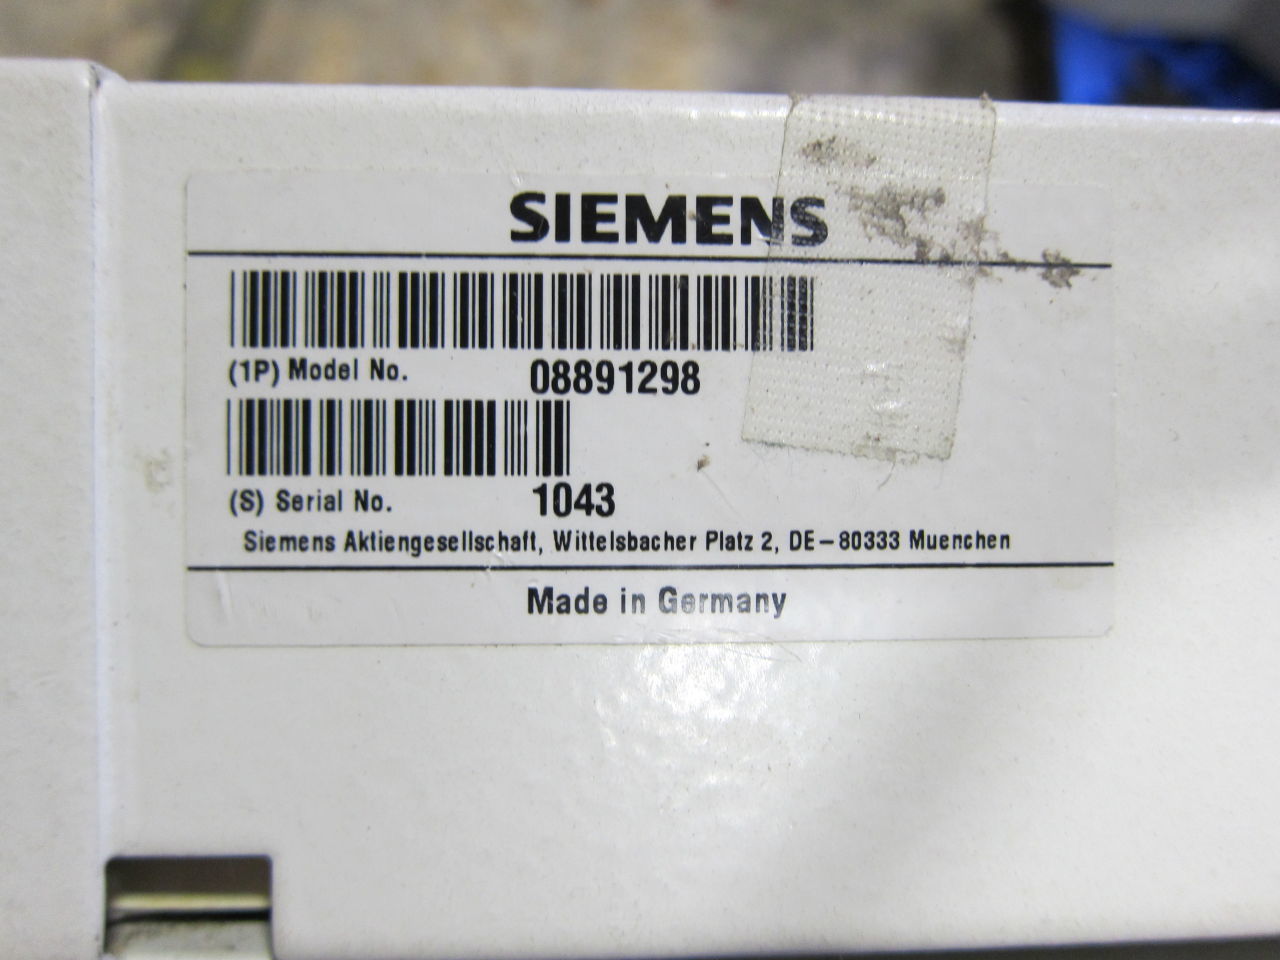 SIEMENS
(1P) Model No. 08891298
(S) Serial No. 1043
Siemens Aktiengesellschaft, Wittelsbacher Platz 2, DE-80333 Muenchen
Made in Germany